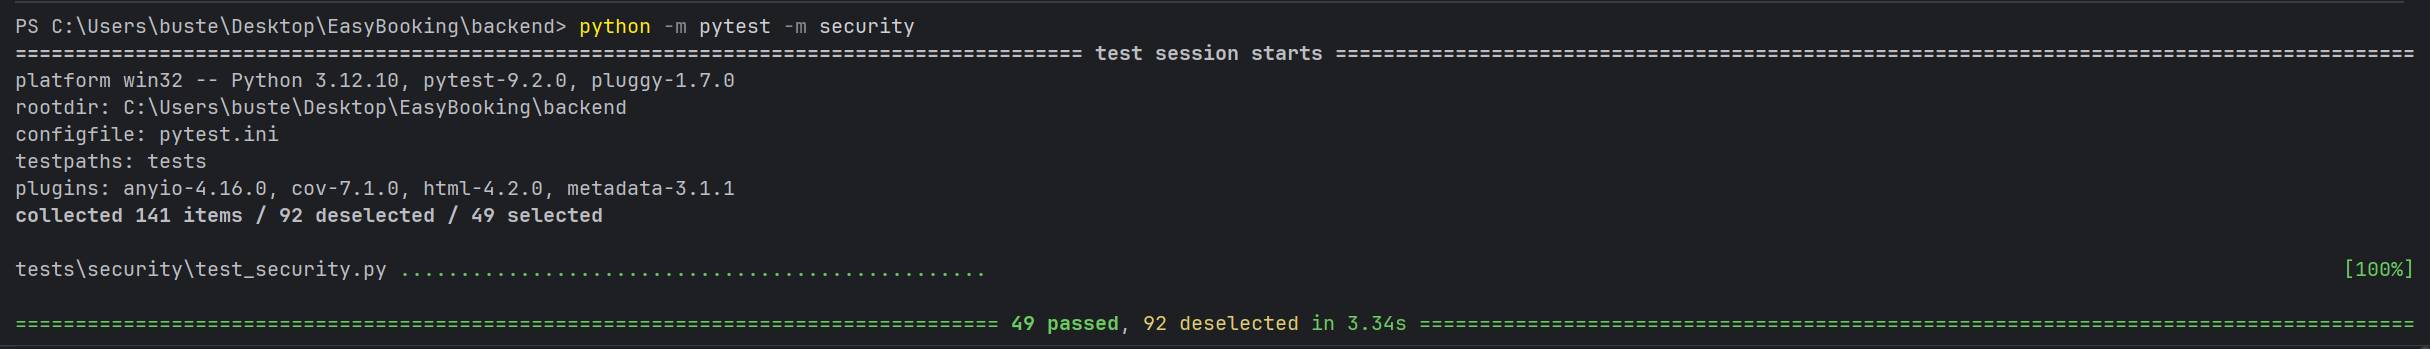 PS C:\Users\buste\Desktop\EasyBooking\backend> python -m pytest -m security
========================================================================================= test session starts ==========================================================================================
platform win32 -- Python 3.12.10, pytest-9.2.0, pluggy-1.7.0
rootdir: C:\Users\buste\Desktop\EasyBooking\backend
configfile: pytest.ini
testpaths: tests
plugins: anyio-4.16.0, cov-7.1.0, html-4.2.0, metadata-3.1.1
collected 141 items / 92 deselected / 49 selected

tests\security\test_security.py ................................................. [100%]

================================================================================== 49 passed, 92 deselected in 3.34s ===================================================================================